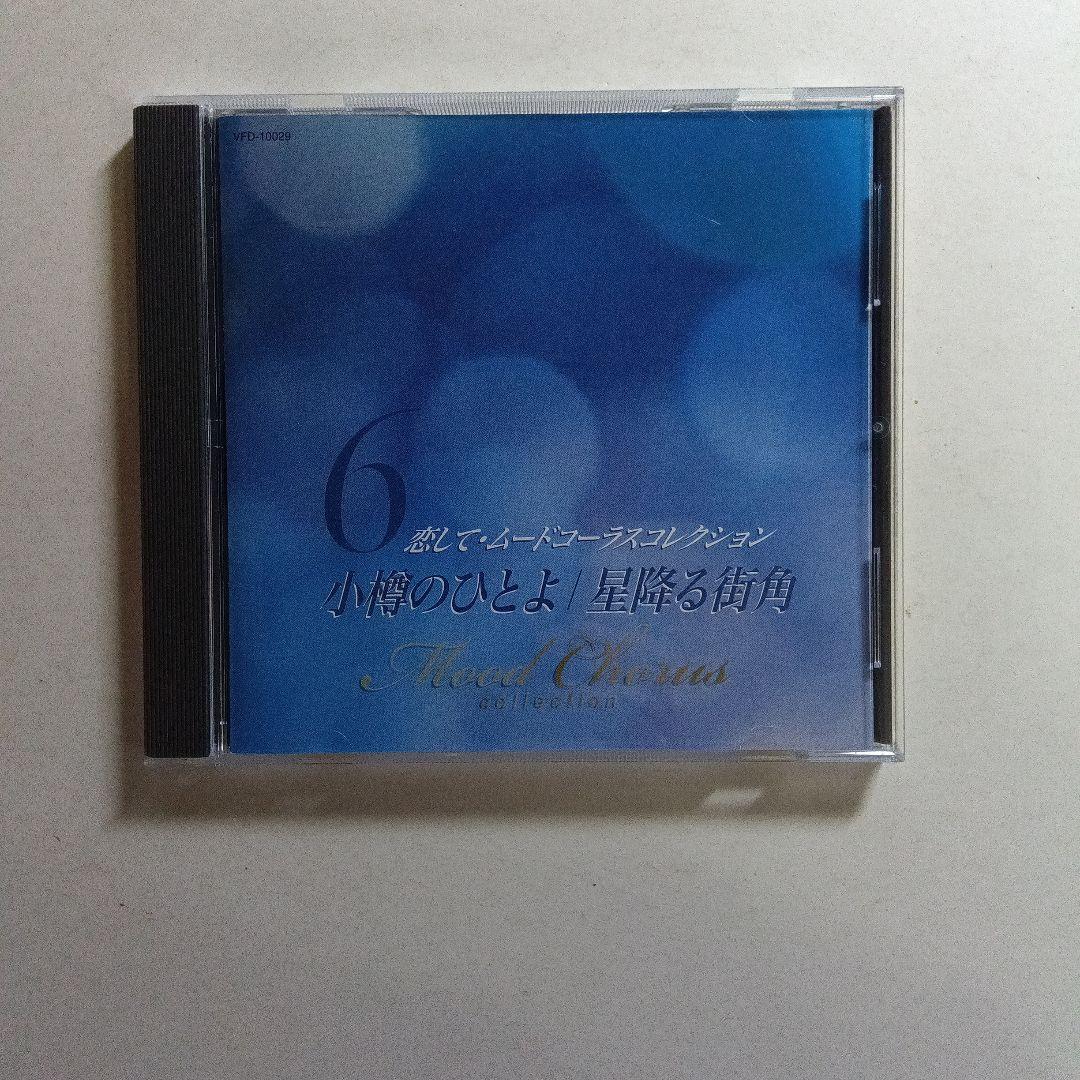 VFD-10029
6
恋して・ムードコーラスコレクション
小樽のひとよ/星降る街角
Mood Chorus
collection